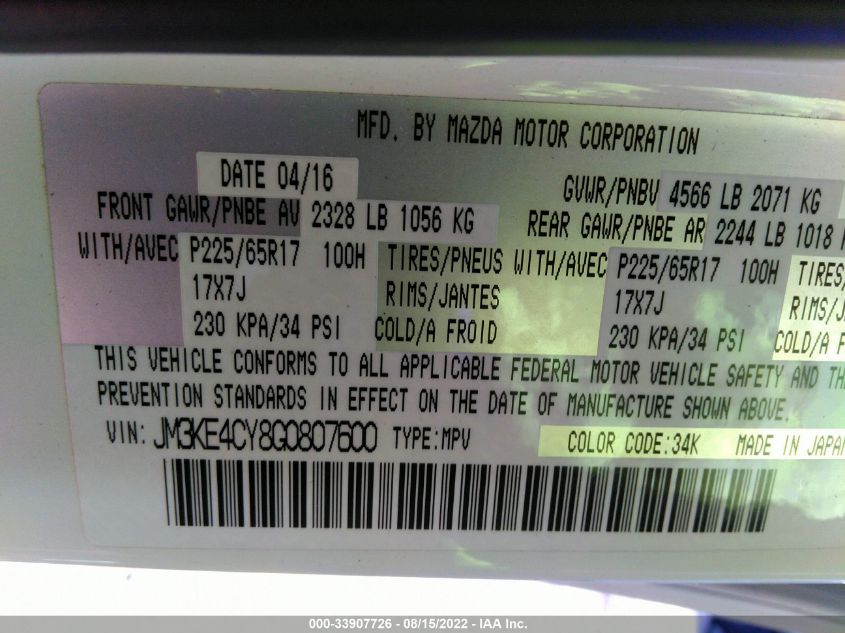 MFD. BY MAZDA MOTOR CORPORATION
DATE 04/16 GVWR/PNBV 4566 LB 2071 KG
FRONT GAWR/PNBE AV 2328 LB 1056 KG REAR GAWR/PNBE AR 2244 LB 1018
WITH/AVEC P225/65R17 100H TIRES/PNEUS WITH/AVEC P225/65R17 100H TIRES/
17X7J RIMS/JANTES 17X7J RIMS/J
230 KPA/34 PSI COLD/A FROID 230 KPA/34 PSI COLD/A F
THIS VEHICLE CONFORMS TO ALL APPLICABLE FEDERAL MOTOR VEHICLE SAFETY AND TH
PREVENTION STANDARDS IN EFFECT ON THE DATE OF MANUFACTURE SHOWN ABOVE.
VIN: JM3KE4CY8G0807600 TYPE:MPV COLOR CODE:34K MADE IN JAPAN
000-33907726 - 08/15/2022 - IAA Inc.